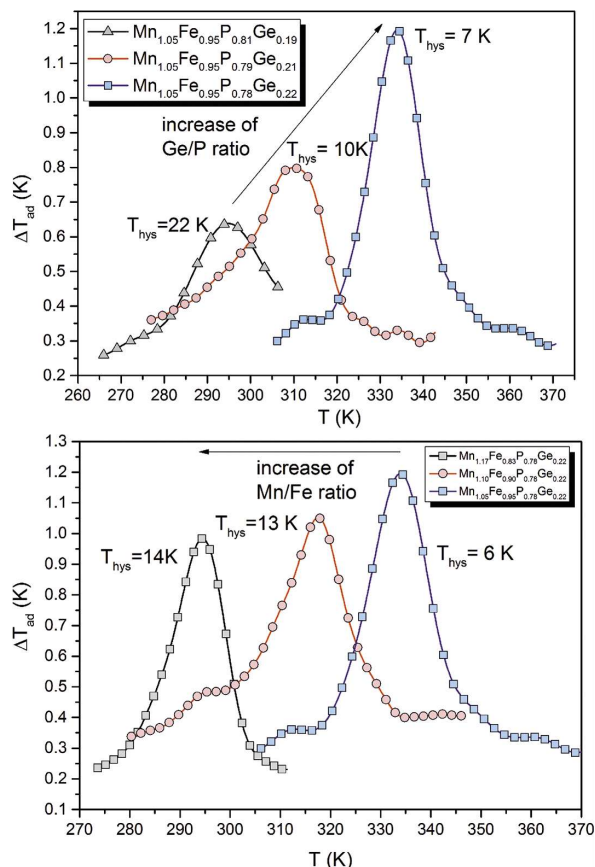 Mn1.05Fe0.95P0.81Ge0.19
Mn1.05Fe0.95P0.79Ge0.21
Mn1.05Fe0.95P0.78Ge0.22
increase of
Ge/P ratio
Thys = 7 K
Thys = 10K
Thys=22 K
1.2
1.1
1.0
0.9
0.8
0.7
0.6
0.5
0.4
0.3
0.2
ΔTad (K)
260 270 280 290 300 310 320 330 340 350 360 370
T (K)
increase of
Mn/Fe ratio
Mn1.17Fe0.83P0.78Ge0.22
Mn1.10Fe0.90P0.78Ge0.22
Mn1.05Fe0.95P0.78Ge0.22
Thys=14K
Thys=13 K
Thys= 6 K
1.3
1.2
1.1
1.0
0.9
0.8
0.7
0.6
0.5
0.4
0.3
0.2
0.1
ΔTad (K)
270 280 290 300 310 320 330 340 350 360 370
T (K)